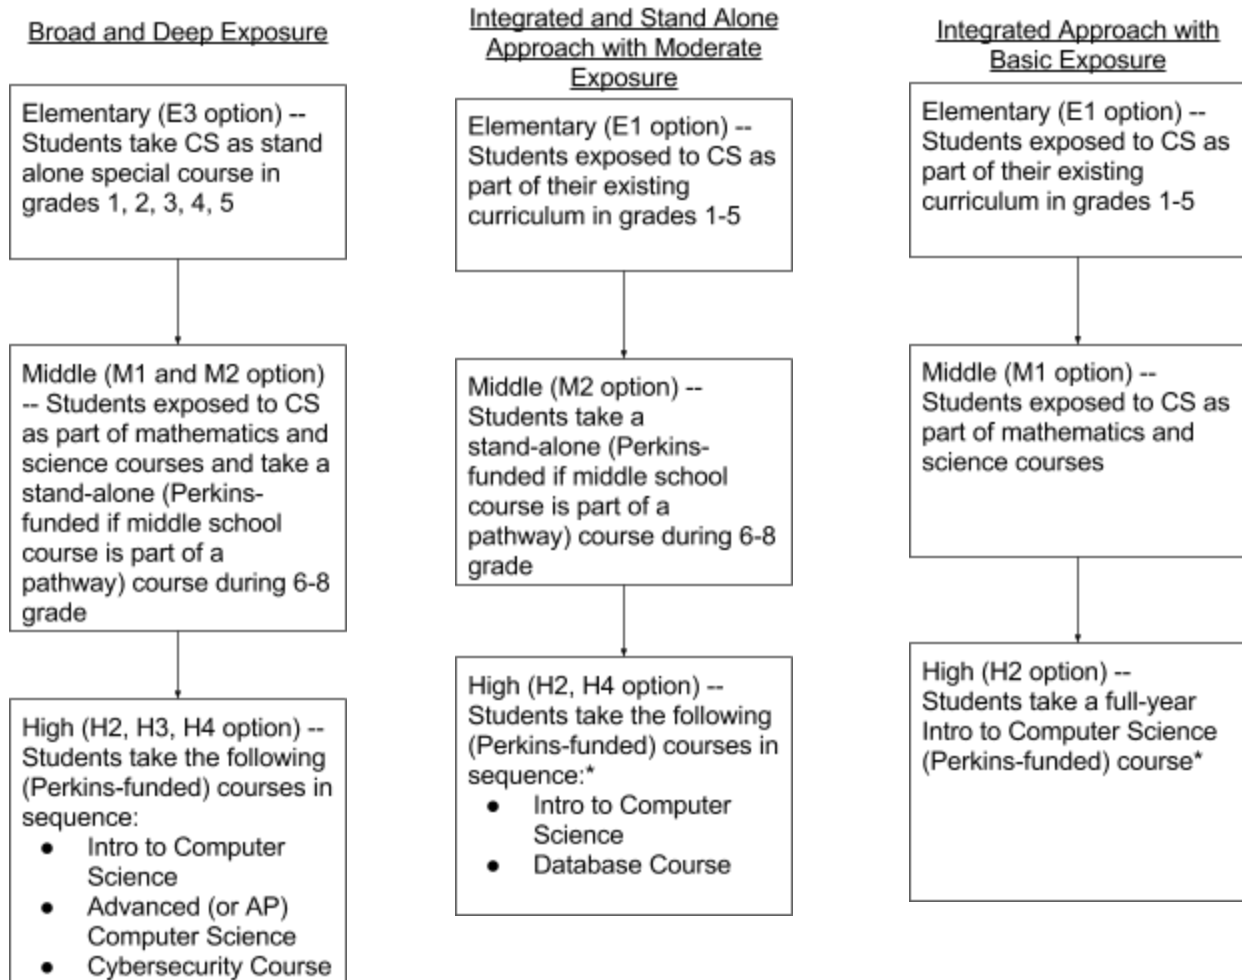 Broad and Deep Exposure
Elementary (E3 option) --
Students take CS as stand
alone special course in
grades 1, 2, 3, 4, 5
Middle (M1 and M2 option)
-- Students exposed to CS
as part of mathematics and
science courses and take a
stand-alone (Perkins-
funded if middle school
course is part of a
pathway) course during 6-8
grade
High (H2, H3, H4 option) --
Students take the following
(Perkins-funded) courses in
sequence:
● Intro to Computer
Science
● Advanced (or AP)
Computer Science
● Cybersecurity Course
Integrated and Stand Alone
Approach with Moderate
Exposure
Elementary (E1 option) --
Students exposed to CS as
part of their existing
curriculum in grades 1-5
Middle (M2 option) --
Students take a
stand-alone (Perkins-
funded if middle school
course is part of a
pathway) course during 6-8
grade
High (H2, H4 option) --
Students take the following
(Perkins-funded) courses in
sequence:*
● Intro to Computer
Science
● Database Course
Integrated Approach with
Basic Exposure
Elementary (E1 option) --
Students exposed to CS as
part of their existing
curriculum in grades 1-5
Middle (M1 option) --
Students exposed to CS as
part of mathematics and
science courses
High (H2 option) --
Students take a full-year
Intro to Computer Science
(Perkins-funded) course*